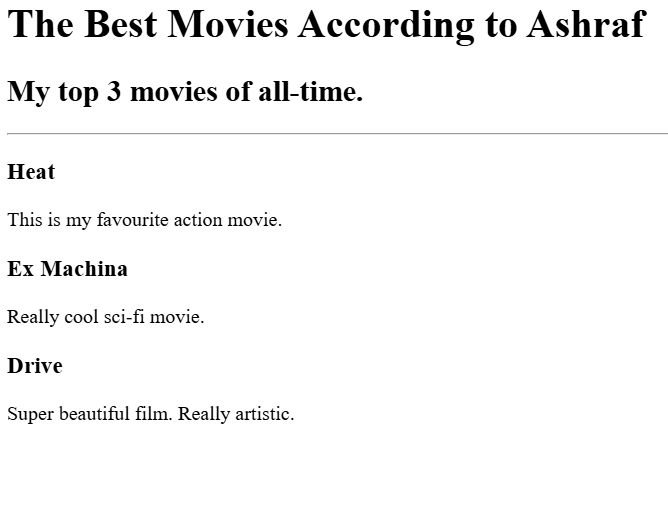 The Best Movies According to Ashraf
My top 3 movies of all-time.
Heat
This is my favourite action movie.
Ex Machina
Really cool sci-fi movie.
Drive
Super beautiful film. Really artistic.